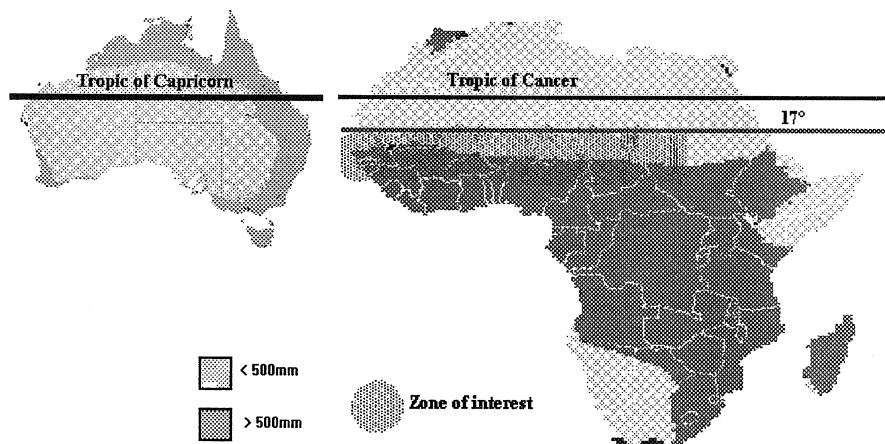 Tropic of Capricorn
Tropic of Cancer
17°
< 500mm
> 500mm
Zone of interest